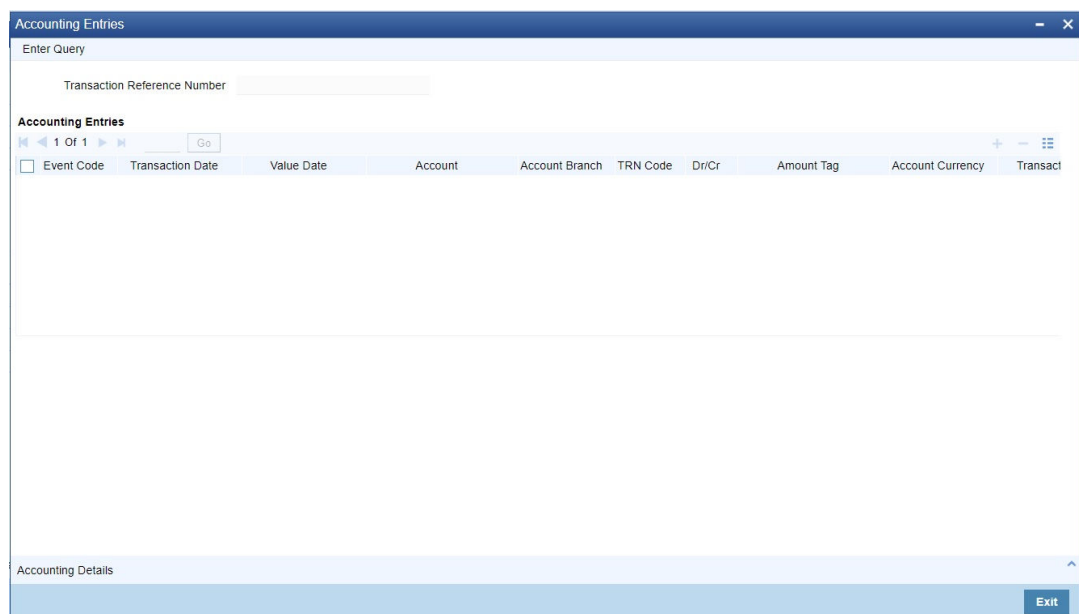 Accounting Entries
Enter Query
Transaction Reference Number
Accounting Entries
1 Of 1 Go
Event Code Transaction Date Value Date Account Account Branch TRN Code Dr/Cr Amount Tag Account Currency Transact
Accounting Details
Exit